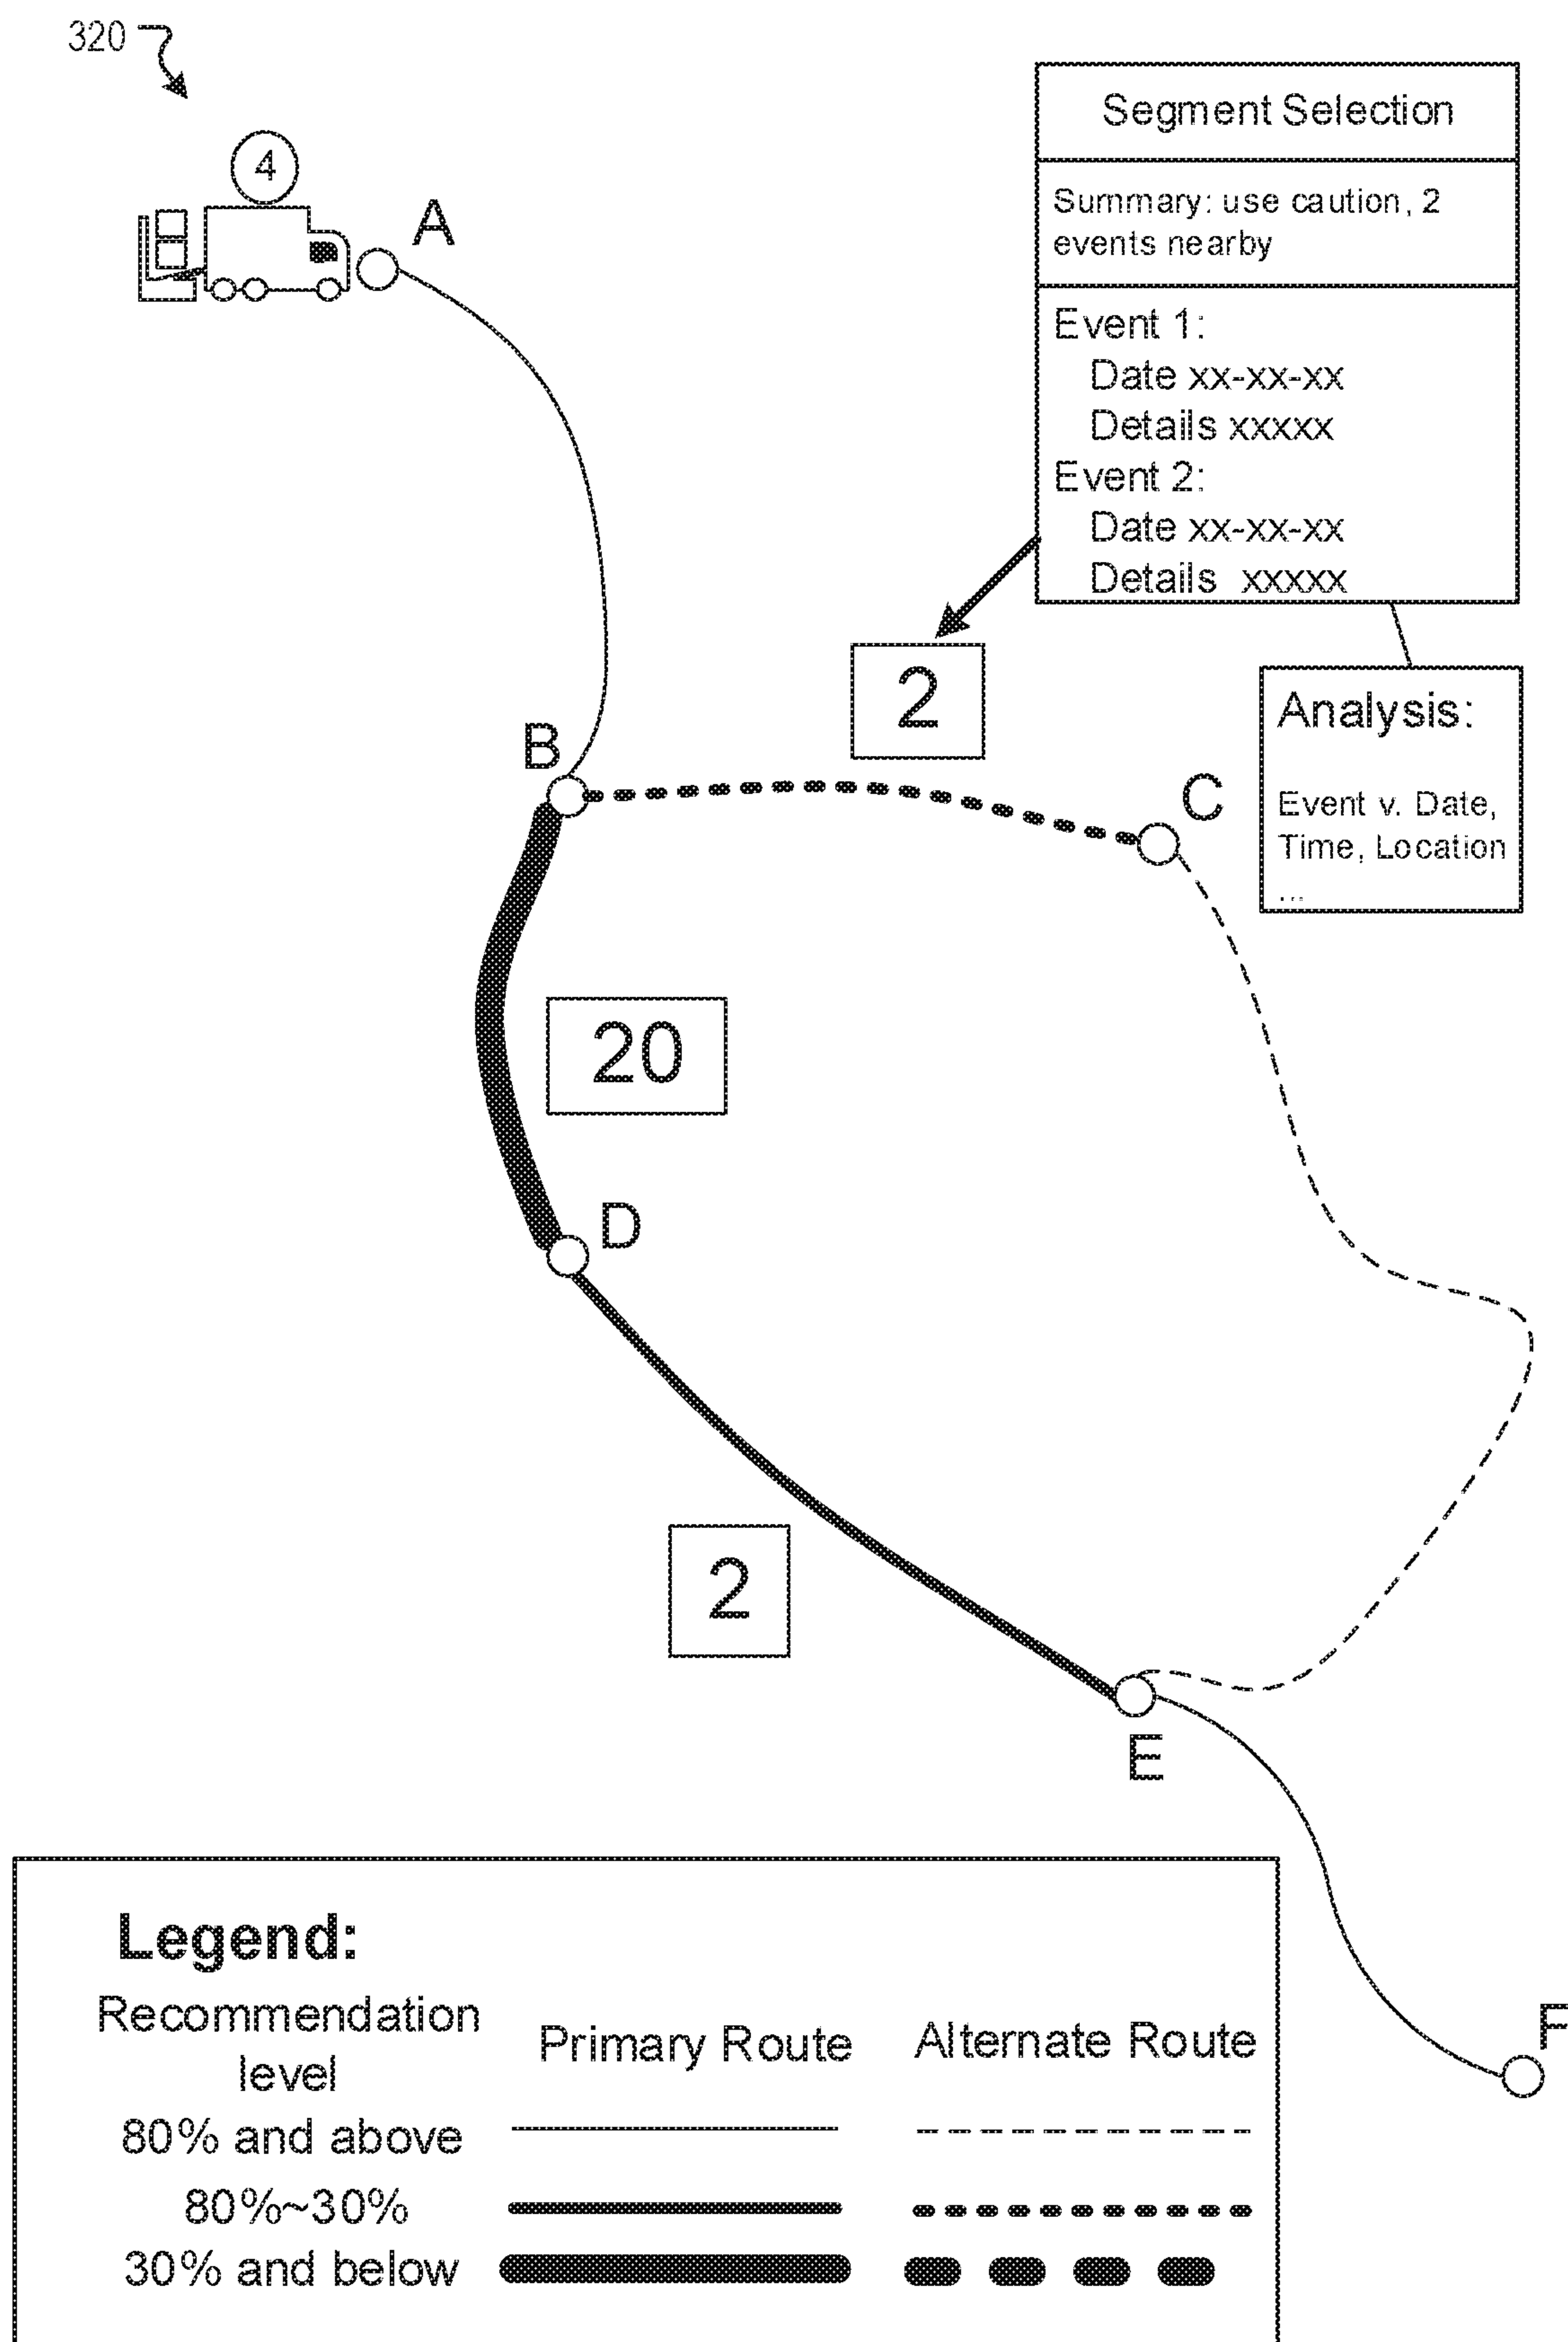 320
4
A
Segment Selection
Summary: use caution, 2
events nearby
Event 1:
Date xx-xx-xx
Details xxxxx
Event 2:
Date xx-xx-xx
Details xxxxx
2
Analysis:
Event v. Date,
Time, Location
...
B
C
20
D
2
E
F
Legend:
Recommendation
level
Primary Route
Alternate Route
80% and above
80%~30%
30% and below